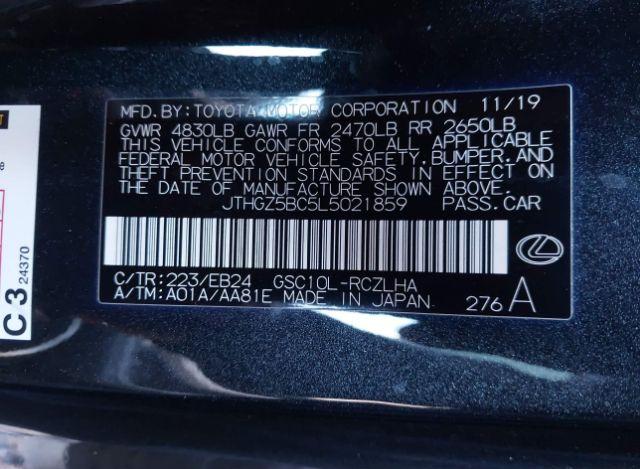 MFD. BY: TOYOTA MOTOR CORPORATION 11/19
GVWR 4830LB GAWR FR 2470LB RR 2650LB
THIS VEHICLE CONFORMS TO ALL APPLICABLE
FEDERAL MOTOR VEHICLE SAFETY, BUMPER, AND
THEFT PREVENTION STANDARDS IN EFFECT ON
THE DATE OF MANUFACTURE SHOWN ABOVE.
JTHGZ5BC5L5021859 PASS.CAR
C/TR: 223/EB24 GSC10L-RCZLHA
A/TM: A01A/AA81E MADE IN JAPAN 276 A
C 3 24370